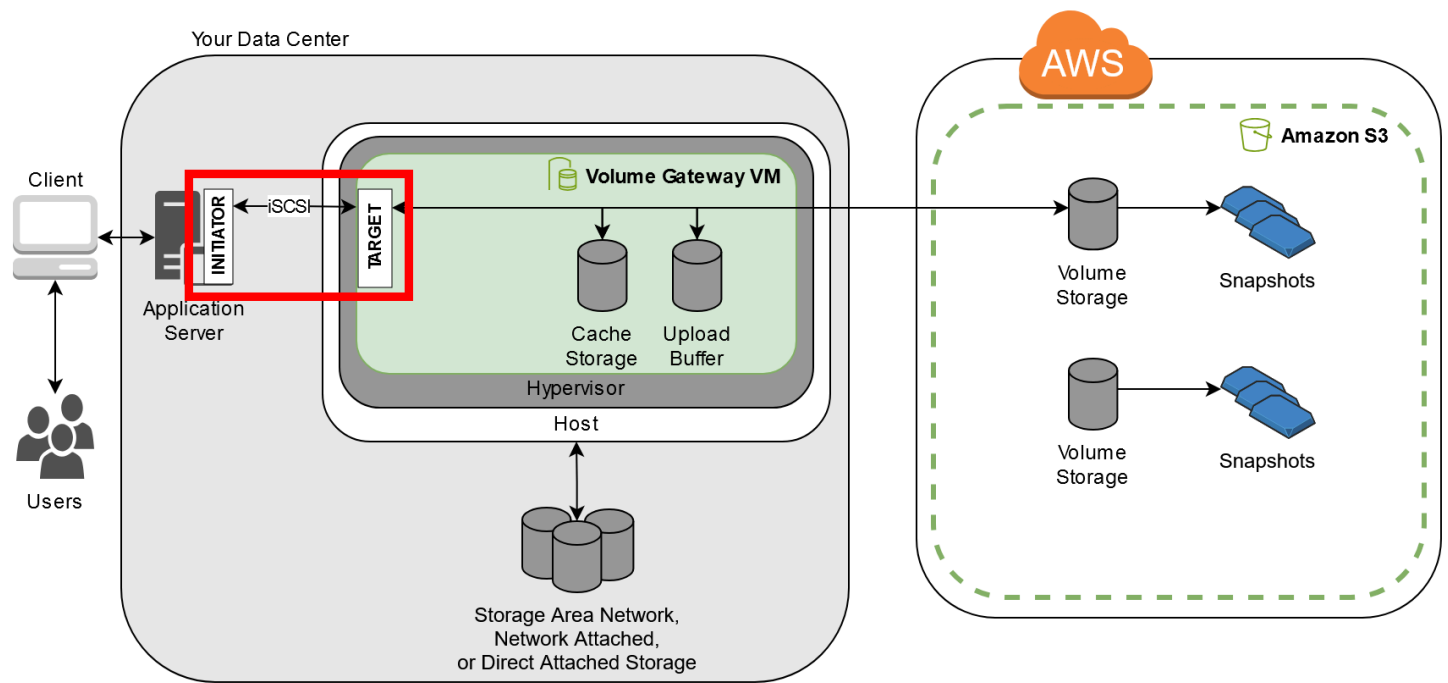 Your Data Center
AWS
Amazon S3
Client
Volume Gateway VM
INITIATOR
iSCSI
TARGET
Application
Server
Cache
Storage
Upload
Buffer
Hypervisor
Host
Users
Storage Area Network,
Network Attached,
or Direct Attached Storage
Volume
Storage
Snapshots
Volume
Storage
Snapshots